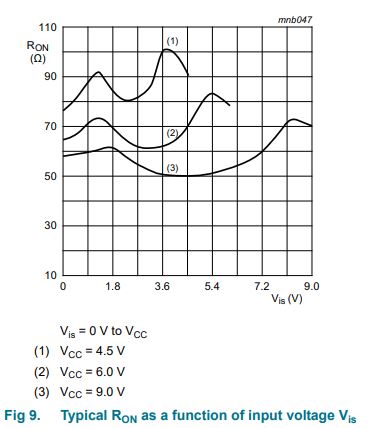 mnb047
110
RON
(Ω)
(1)
90
70
(2)
(3)
50
30
10
0 1.8 3.6 5.4 7.2 9.0
Vis (V)
Vis = 0 V to VCC
(1) VCC = 4.5 V
(2) VCC = 6.0 V
(3) VCC = 9.0 V
Fig 9. Typical RON as a function of input voltage Vis